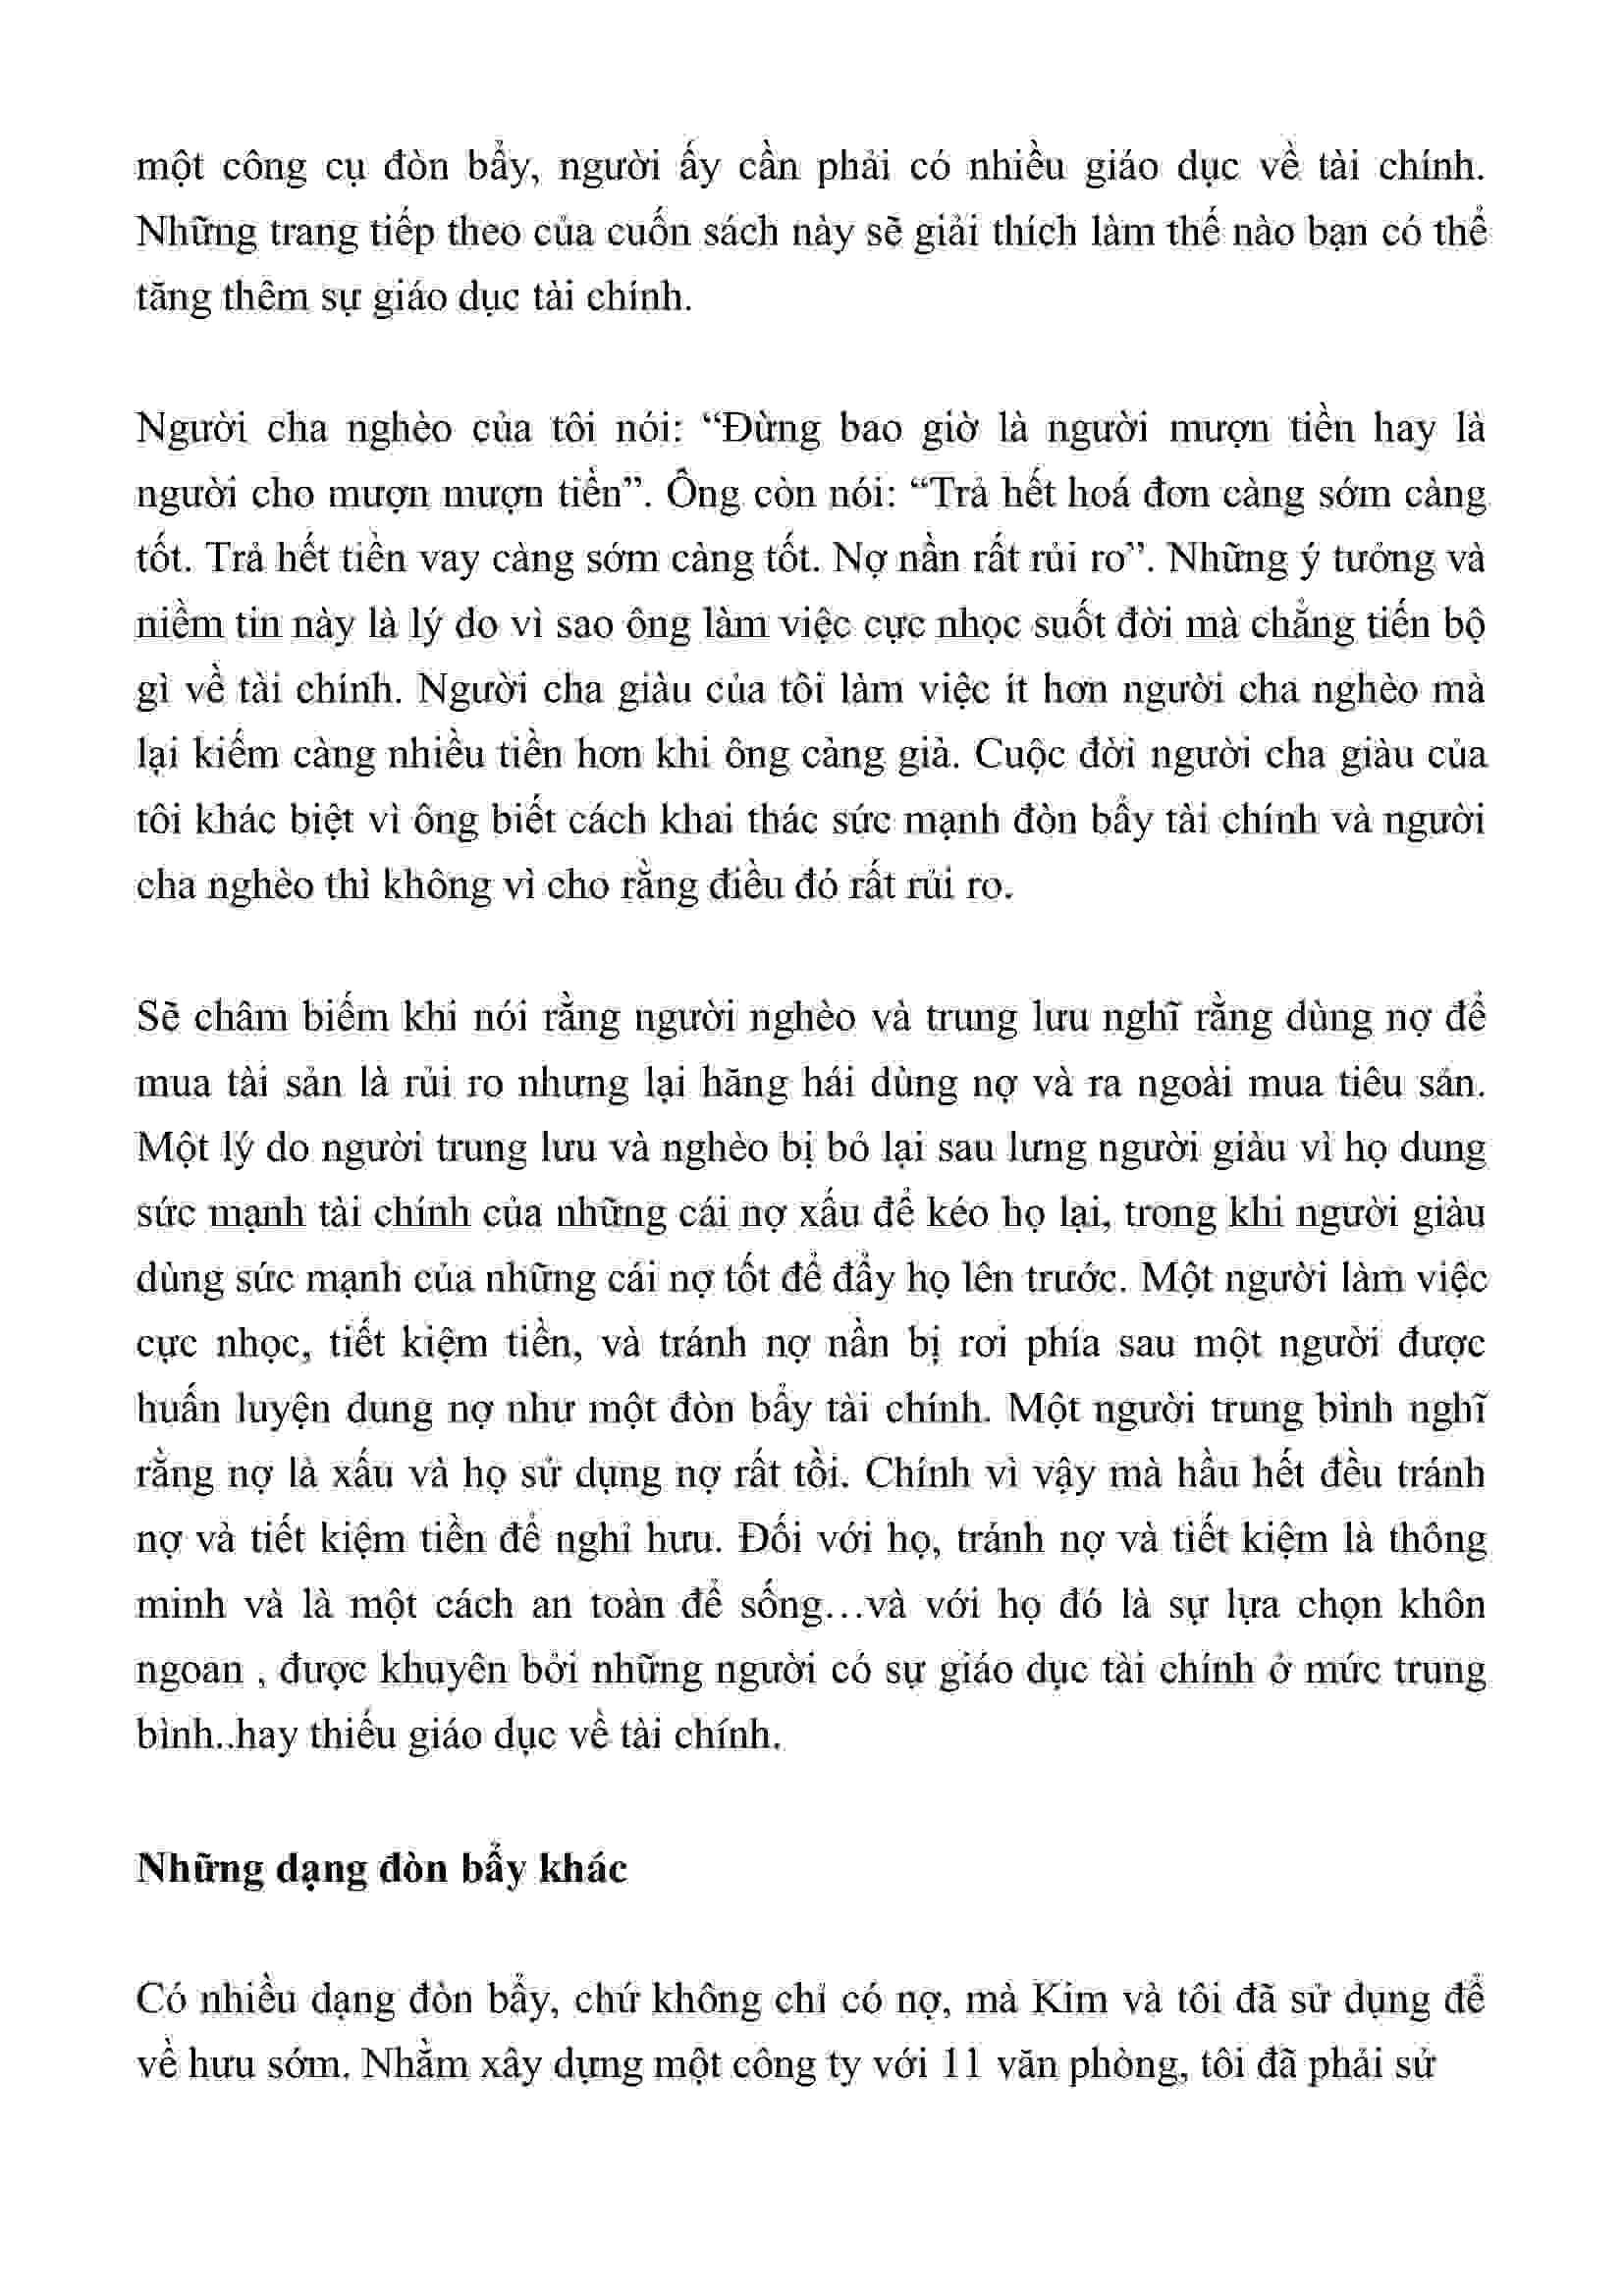 một công cụ đòn bẩy, người ấy cần phải có nhiều giáo dục về tài chính.
Những trang tiếp theo của cuốn sách này sẽ giải thích làm thế nào bạn có thể
tăng thêm sự giáo dục tài chính.
Người cha nghèo của tôi nói: “Đừng bao giờ là người mượn tiền hay là
người cho mượn mượn tiền”. Ông còn nói: “Trả hết hoá đơn càng sớm càng
tốt. Trả hết tiền vay càng sớm càng tốt. Nợ nần rất rủi ro”. Những ý tưởng và
niềm tin này là lý do vì sao ông làm việc cực nhọc suốt đời mà chẳng tiến bộ
gì về tài chính. Người cha giàu của tôi làm việc ít hơn người cha nghèo mà
lại kiếm càng nhiều tiền hơn khi ông càng già. Cuộc đời người cha giàu của
tôi khác biệt vì ông biết cách khai thác sức mạnh đòn bẩy tài chính và người
cha nghèo thì không vì cho rằng điều đó rất rủi ro.
Sẽ châm biếm khi nói rằng người nghèo và trung lưu nghĩ rằng dùng nợ để
mua tài sản là rủi ro nhưng lại hăng hái dùng nợ và ra ngoài mua tiêu sản.
Một lý do người trung lưu và nghèo bị bỏ lại sau lưng người giàu vì họ dung
sức mạnh tài chính của những cái nợ xấu để kéo họ lại, trong khi người giàu
dùng sức mạnh của những cái nợ tốt để đẩy họ lên trước. Một người làm việc
cực nhọc, tiết kiệm tiền, và tránh nợ nần bị rơi phía sau một người được
huấn luyện dụng nợ như một đòn bẩy tài chính. Một người trung bình nghĩ
rằng nợ là xấu và họ sử dụng nợ rất tồi. Chính vì vậy mà hầu hết đều tránh
nợ và tiết kiệm tiền để nghỉ hưu. Đối với họ, tránh nợ và tiết kiệm là thông
minh và là một cách an toàn để sống…và với họ đó là sự lựa chọn khôn
ngoan , được khuyên bởi những người có sự giáo dục tài chính ở mức trung
bình..hay thiếu giáo dục về tài chính.
Những dạng đòn bẩy khác
Có nhiều dạng đòn bẩy, chứ không chỉ có nợ, mà Kim và tôi đã sử dụng để
về hưu sớm. Nhằm xây dựng một công ty với 11 văn phòng, tôi đã phải sử